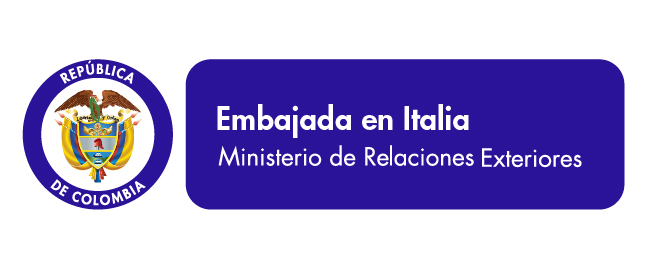 REPÚBLICA
DE COLOMBIA
Embajada en Italia
Ministerio de Relaciones Exteriores